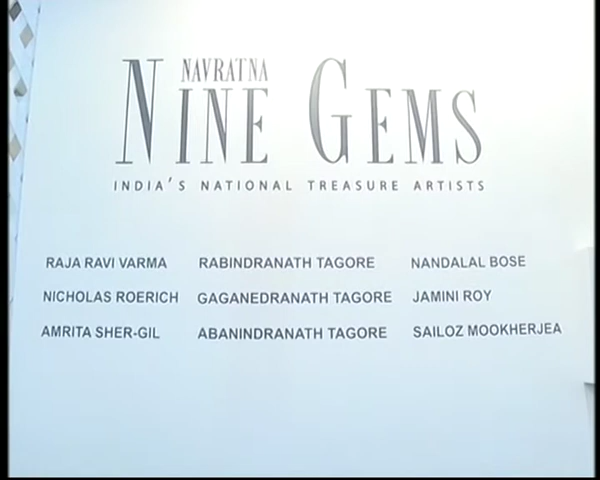 NAVRATNA
NINE GEMS
INDIA'S NATIONAL TREASURE ARTISTS
RAJA RAVI VARMA RABINDRANATH TAGORE NANDALAL BOSE
NICHOLAS ROERICH GAGANEDRANATH TAGORE JAMINI ROY
AMRITA SHER-GIL ABANINDRANATH TAGORE SAILOZ MOOKHERJEA